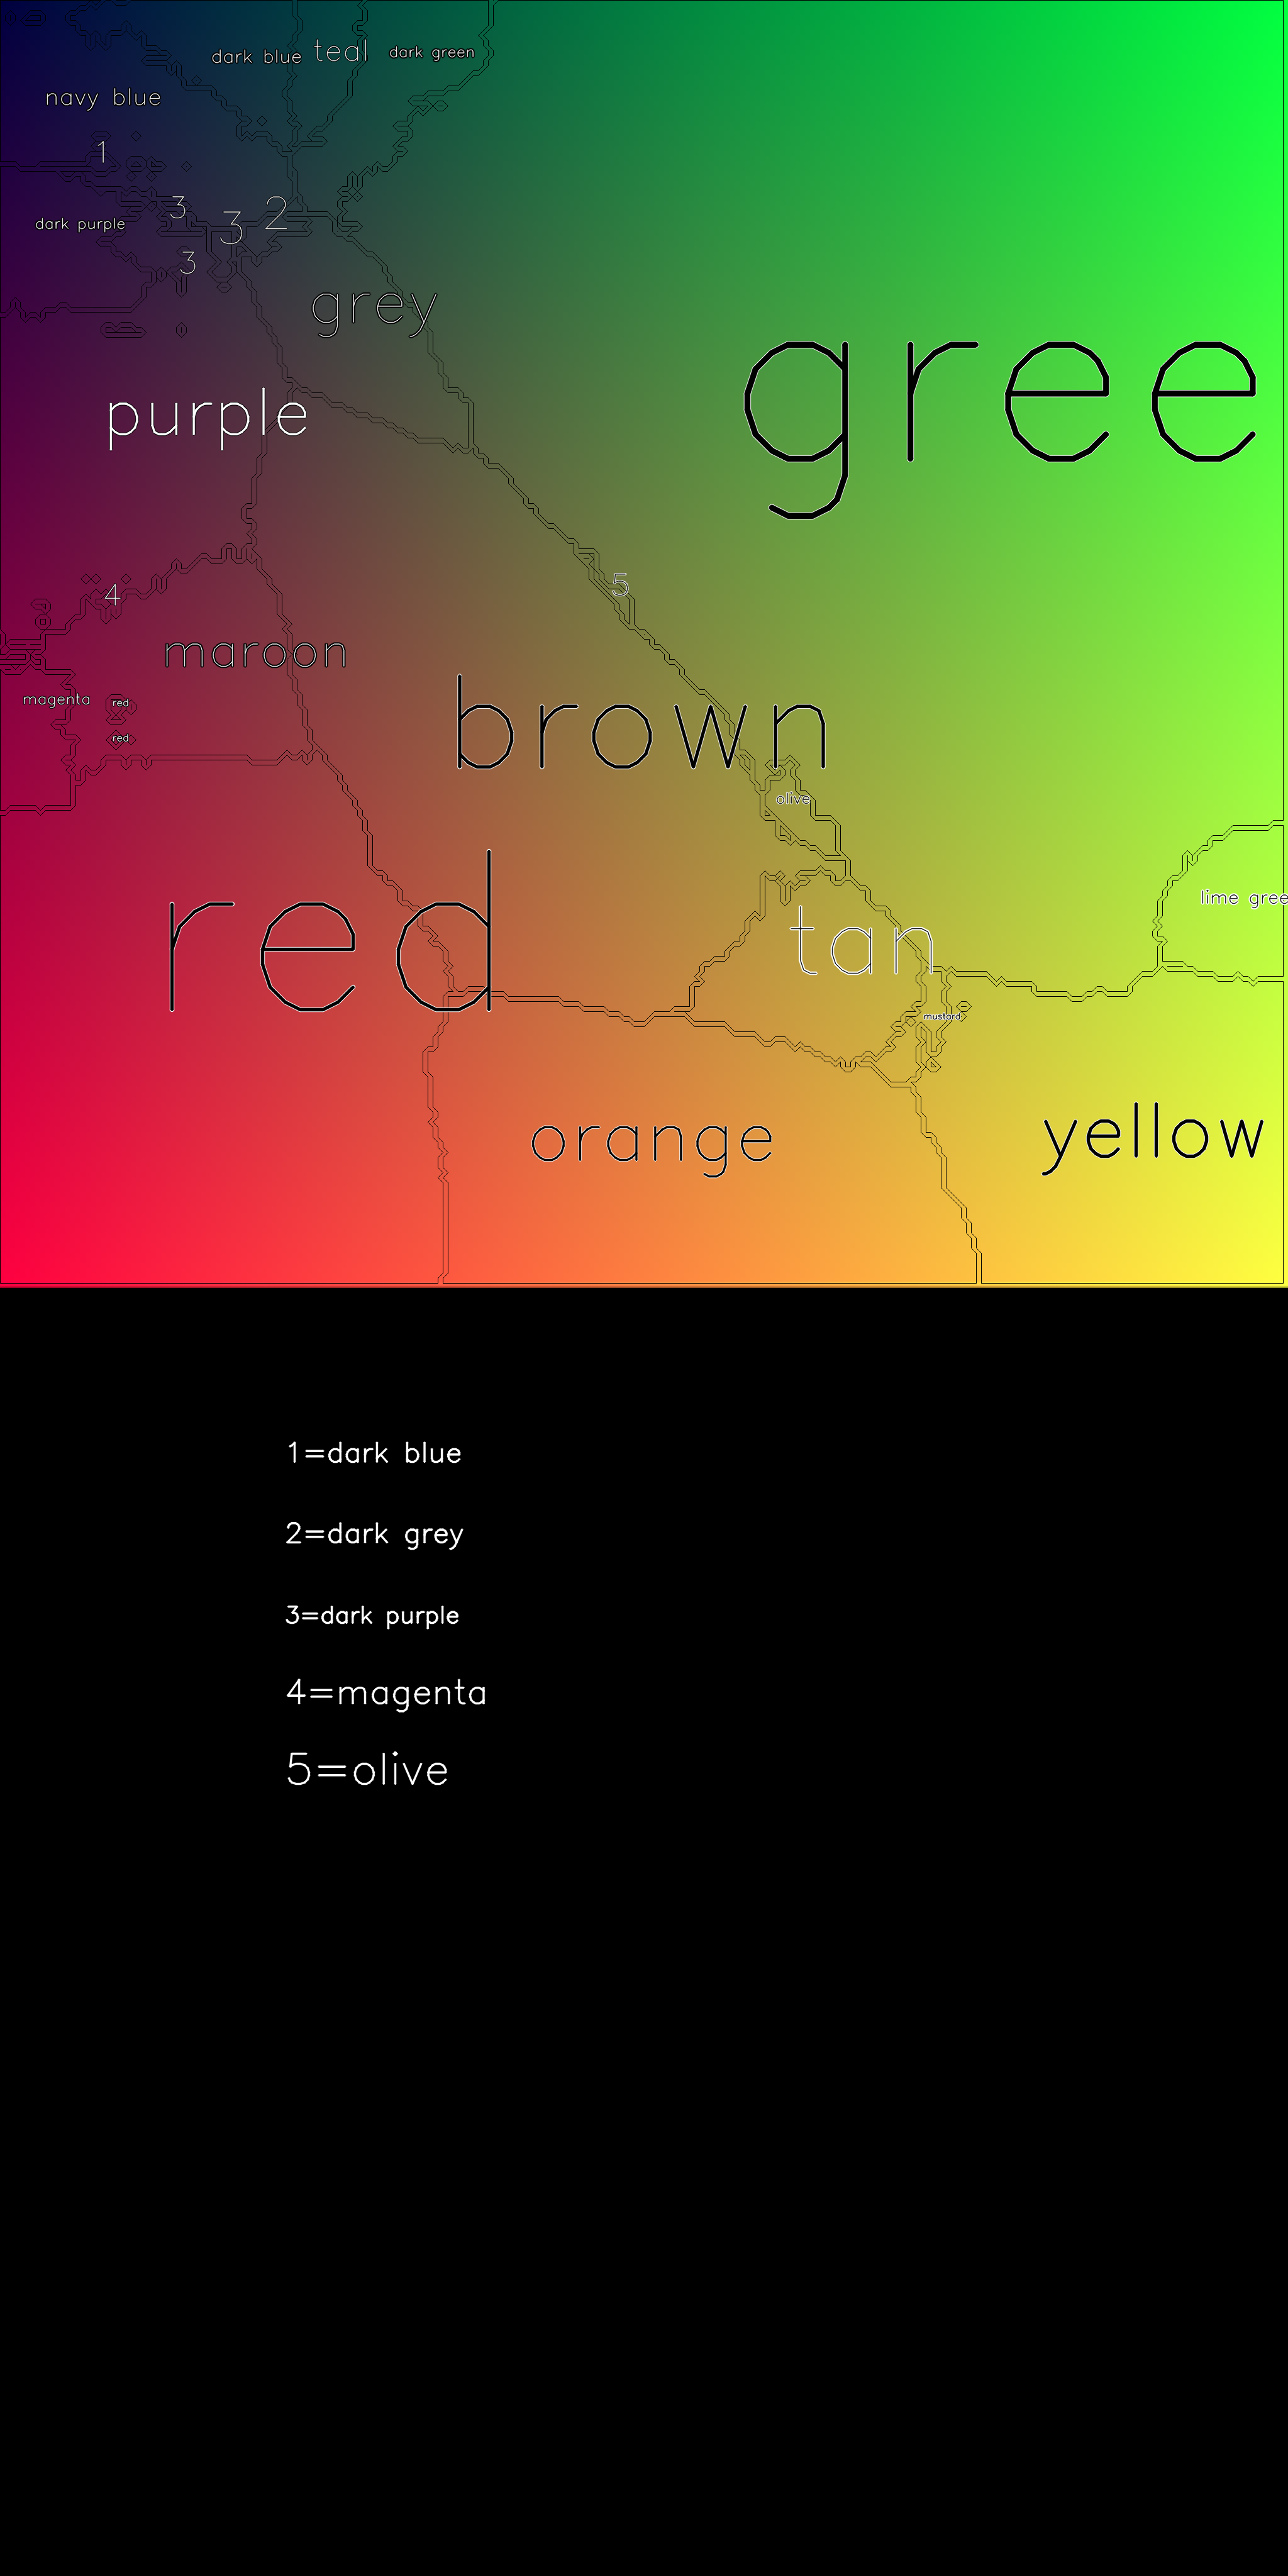 dark blue teal dark green
navy blue
1
3
3 2
dark purple
3
grey
gree
purple
5
4
maroon
magenta red
red
brown
olive
lime gree
red
tan
mustard
orange
yellow
1=dark blue
2=dark grey
3=dark purple
4=magenta
5=olive